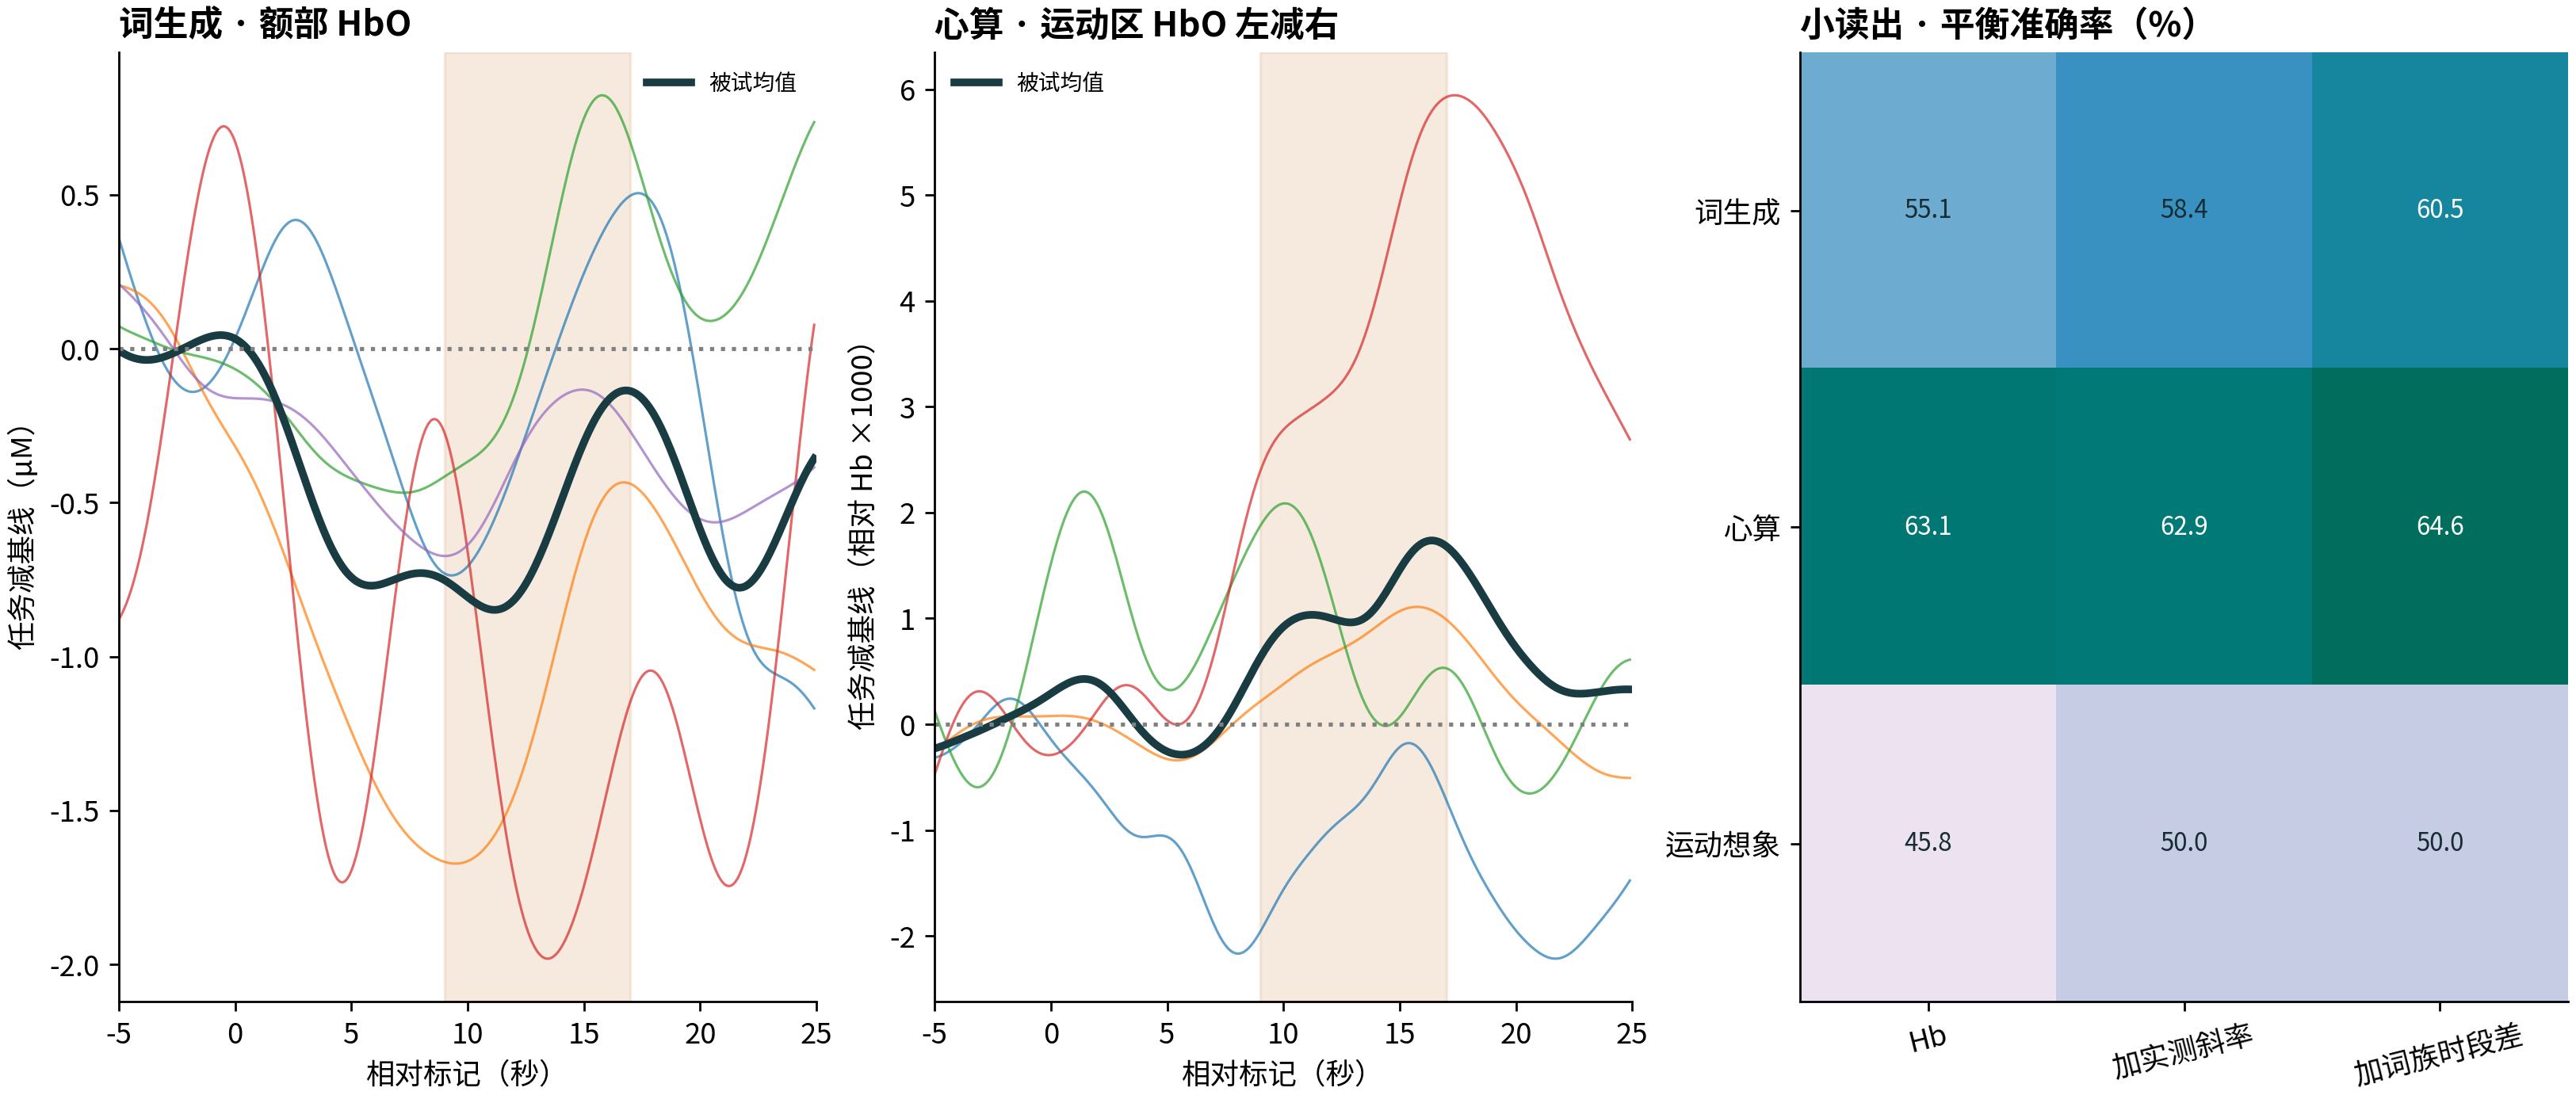 词生成 · 额部 HbO
被试均值
0.5
0.0
-0.5
-1.0
-1.5
-2.0
任务减基线（μM）
-5 0 5 10 15 20 25
相对标记（秒）
心算 · 运动区 HbO 左减右
被试均值
6
5
4
3
2
1
0
-1
-2
任务减基线（相对 Hb ×1000）
-5 0 5 10 15 20 25
相对标记（秒）
小读出 · 平衡准确率（%）
词生成 55.1 58.4 60.5
心算 63.1 62.9 64.6
运动想象 45.8 50.0 50.0
Hb 加实测斜率 加词族时段差